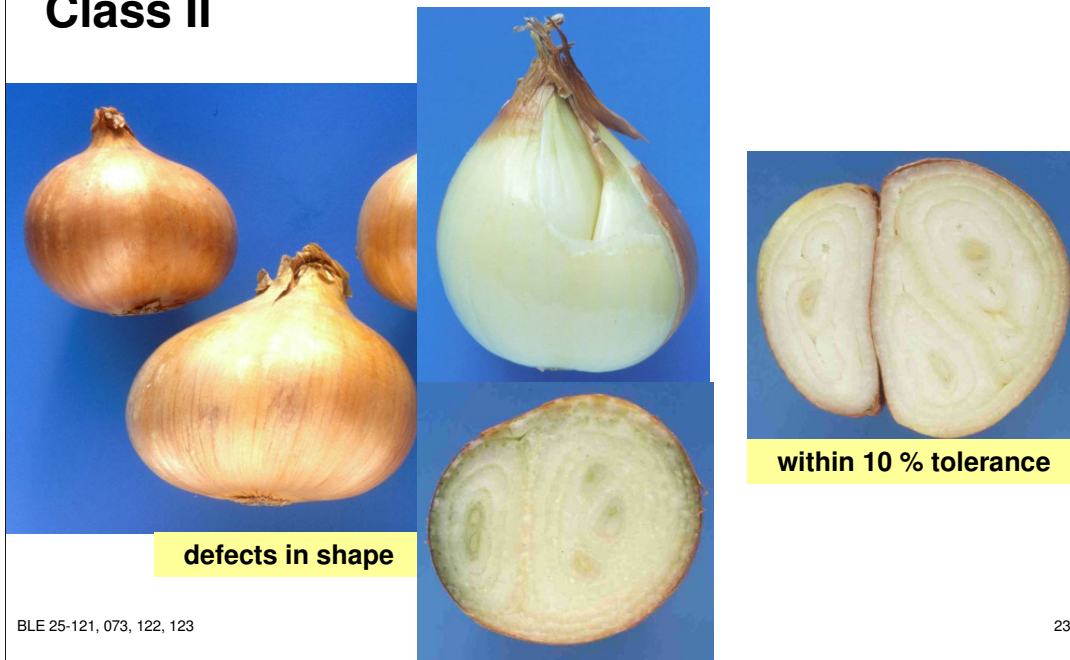 Class II
within 10 % tolerance
defects in shape
BLE 25-121, 073, 122, 123
23